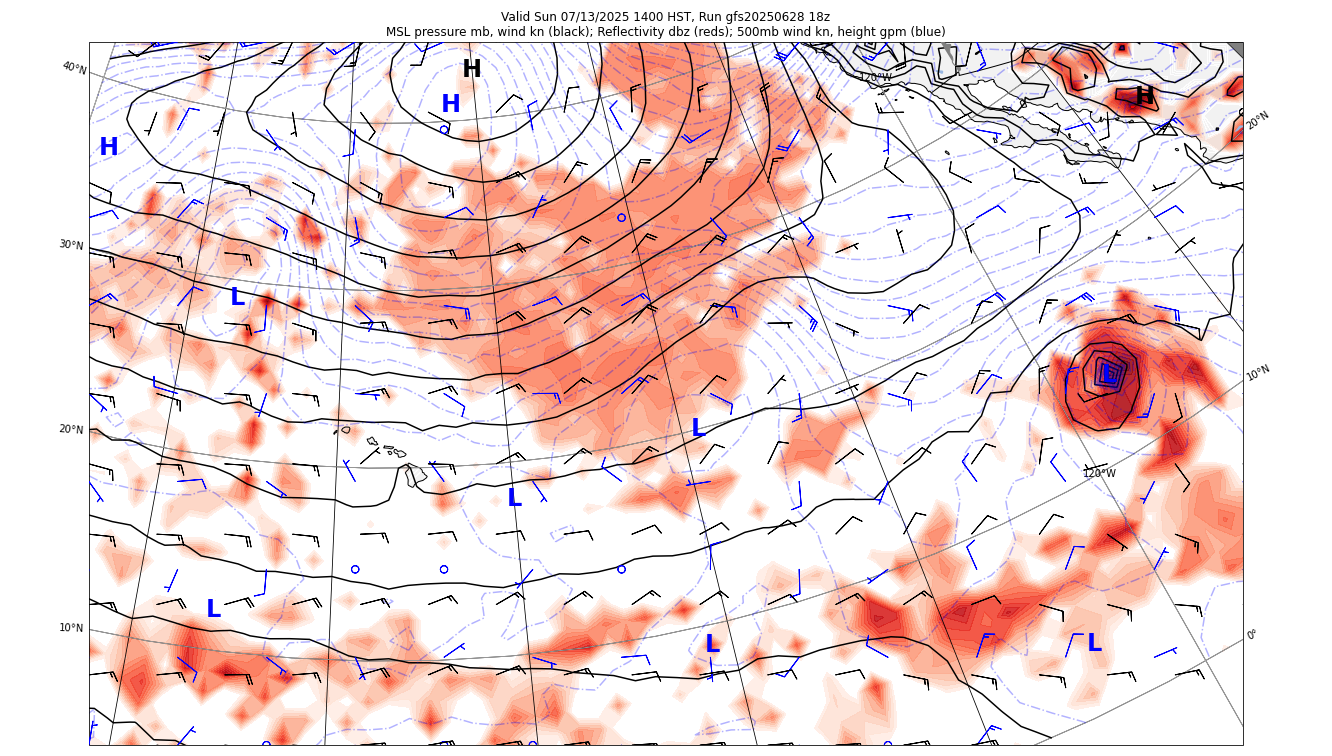 Valid Sun 07/13/2025 1400 HST, Run gfs20250628 18z
MSL pressure mb, wind kn (black); Reflectivity dbz (reds); 500mb wind kn, height gpm (blue)
40°N
H
H
120°W
H
20°N
H
30°N
L
L
10°N
20°N
L
120°W
L
L
10°N
L
L
0°